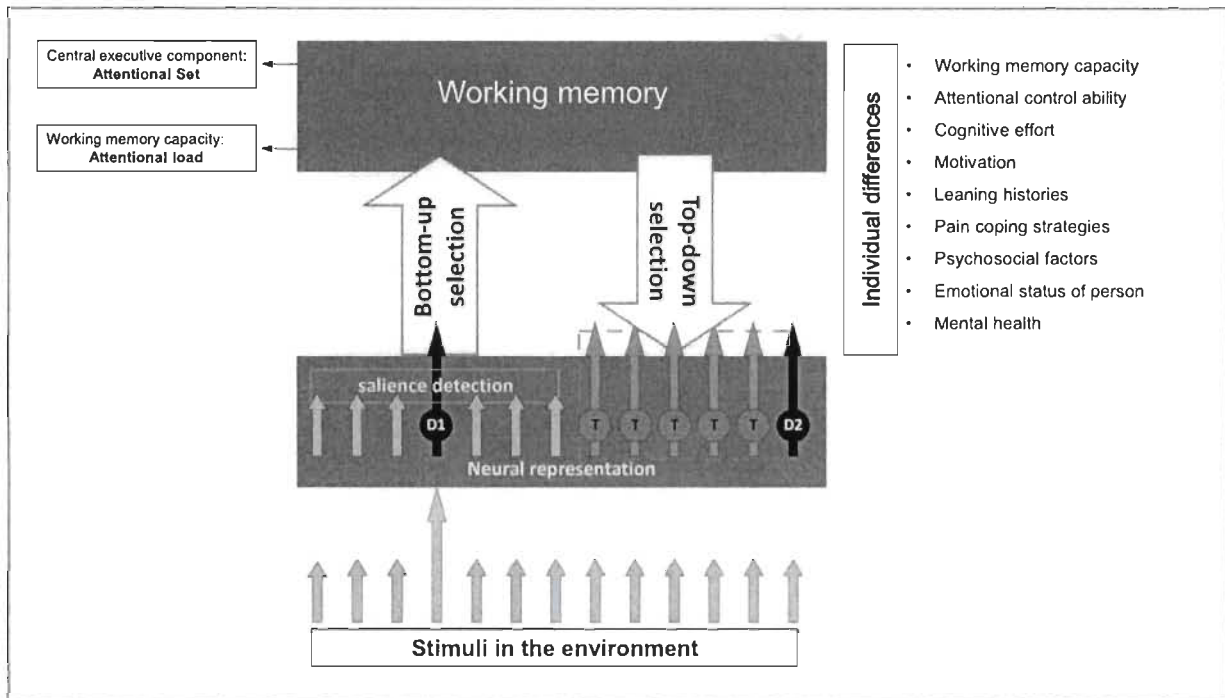 Central executive component:
Attentional Set
Working memory capacity:
Attentional load
Working memory
Bottom-up
selection
Top-down
selection
salience detection
D1
T
T
T
T
T
D2
Neural representation
Stimuli in the environment
Individual differences
• Working memory capacity
• Attentional control ability
• Cognitive effort
• Motivation
• Leaning histories
• Pain coping strategies
• Psychosocial factors
• Emotional status of person
• Mental health